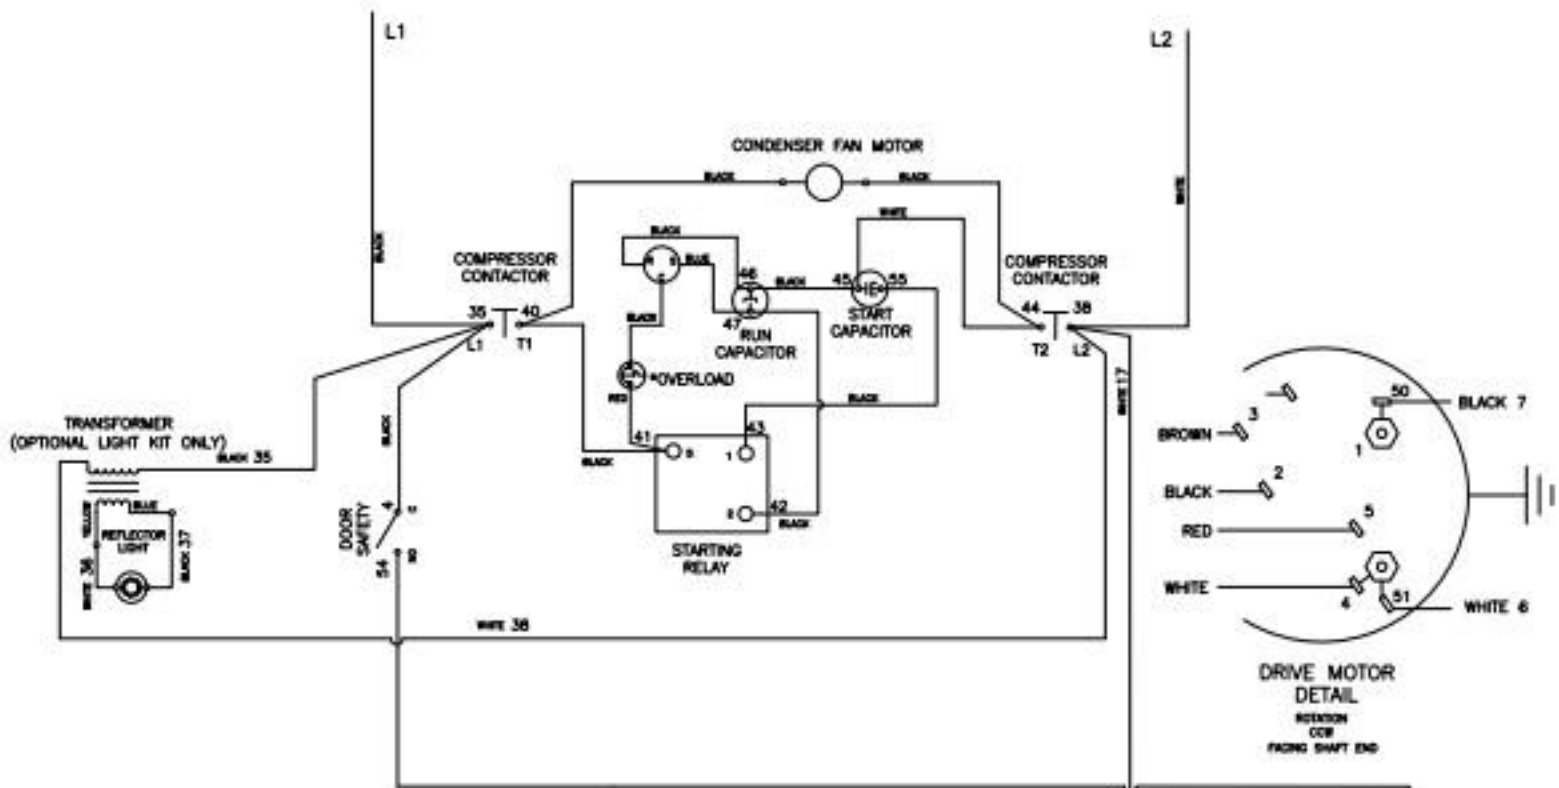 L1
L2
CONDENSER FAN MOTOR
BLACK
BLACK
WHITE
WHITE
BLACK
BLACK
BLUE
COMPRESSOR
CONTACTOR
COMPRESSOR
CONTACTOR
46
BLACK
45
55
35
40
L1
T1
BLACK
47
RUN
CAPACITOR
START
CAPACITOR
44
38
T2
L2
*OVERLOAD
RED
BLACK
WHITE 17
TRANSFORMER
(OPTIONAL LIGHT KIT ONLY)
BLACK 35
BLACK
BLACK
41
43
1
2
42
BLACK
STARTING
RELAY
YELLOW
BLUE
REFLECTOR
LIGHT
WHITE 36
BLACK 37
4
DOOR
SAFETY
54
WHITE 38
50
BLACK 7
3
BROWN
1
2
BLACK
5
RED
WHITE
4
51
WHITE 6
DRIVE MOTOR
DETAIL
ROTATION
CCW
FACING SHAFT END